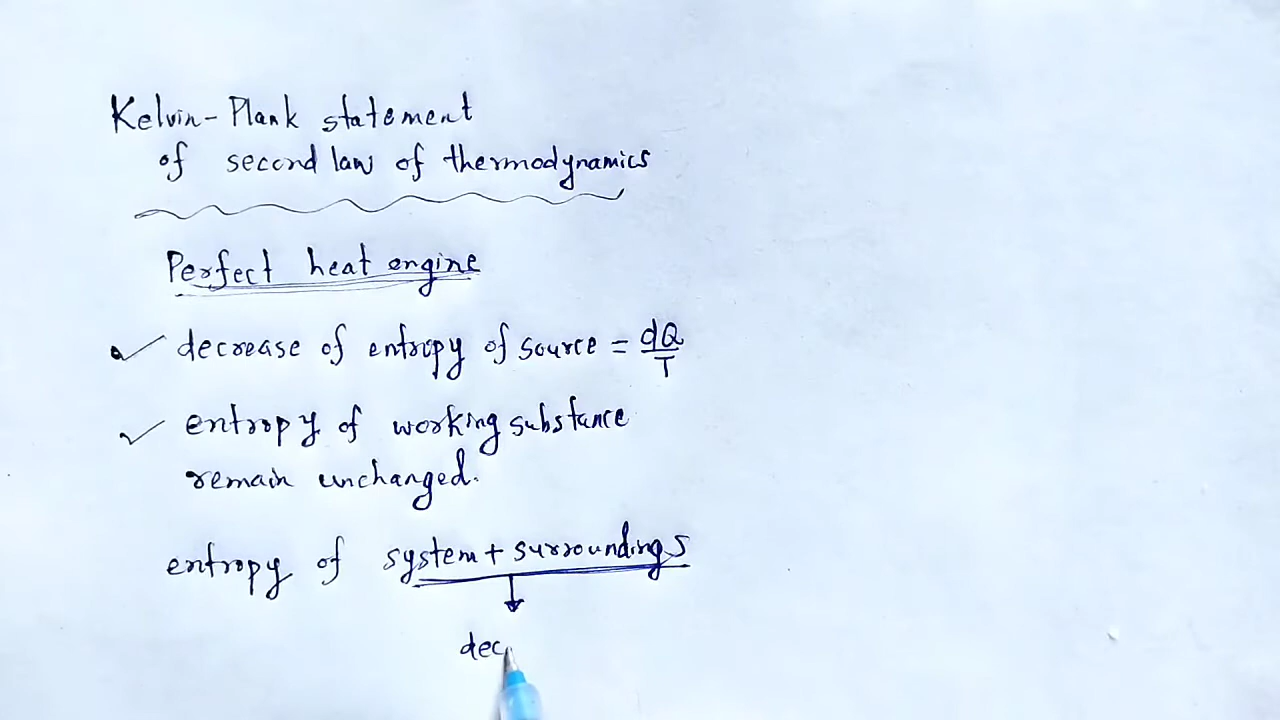 Kelvin-Plank statement
of second law of thermodynamics
Perfect heat engine
decrease of entropy of source = dQ/T
entropy of working substance
remain unchanged.
entropy of system + surroundings
↓
dec